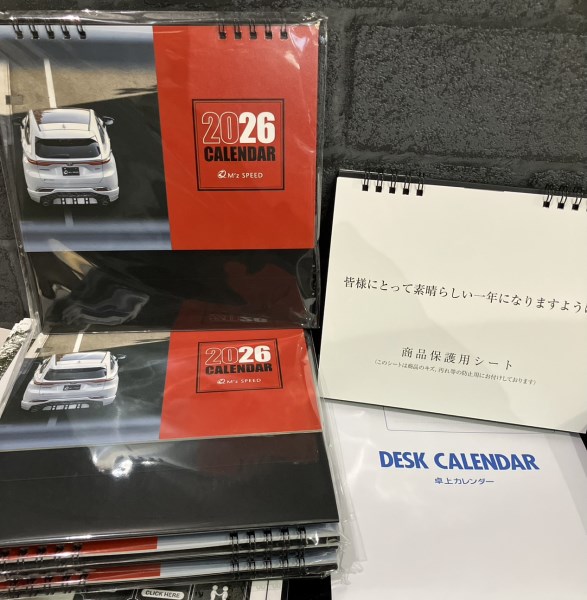 2026
CALENDAR
M'z SPEED
2026
CALENDAR
M'z SPEED
皆様にとって素晴らしい一年になりますように
商品保護用シート
(このシートは商品のキズ、汚れ等の防止用にお付けしております)
DESK CALENDAR
卓上カレンダー
CLICK HERE